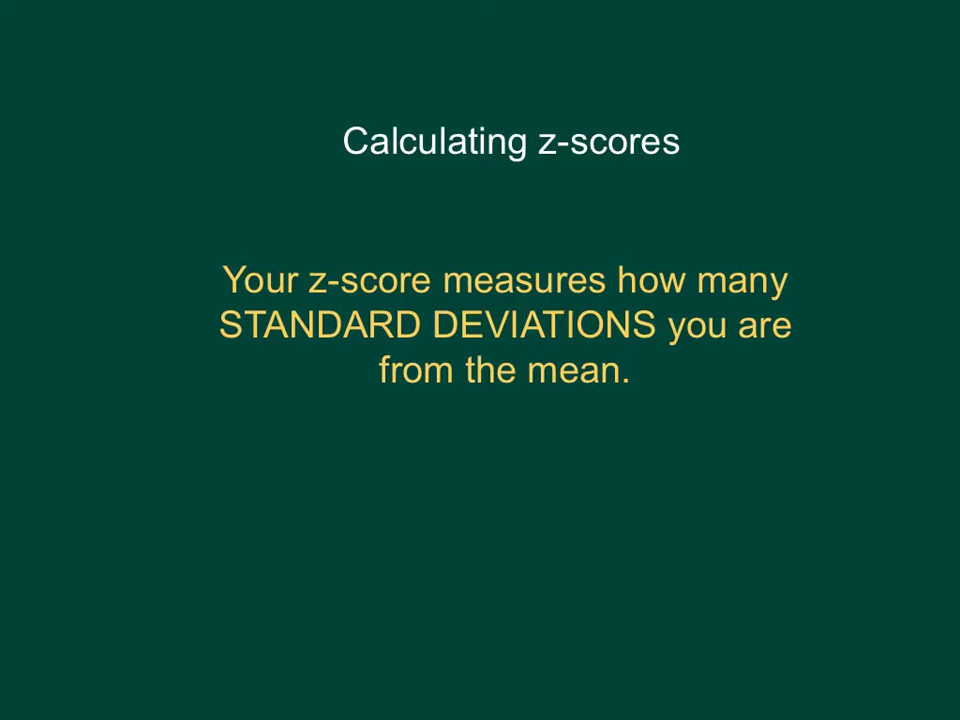 Calculating z-scores
Your z-score measures how many
STANDARD DEVIATIONS you are
from the mean.